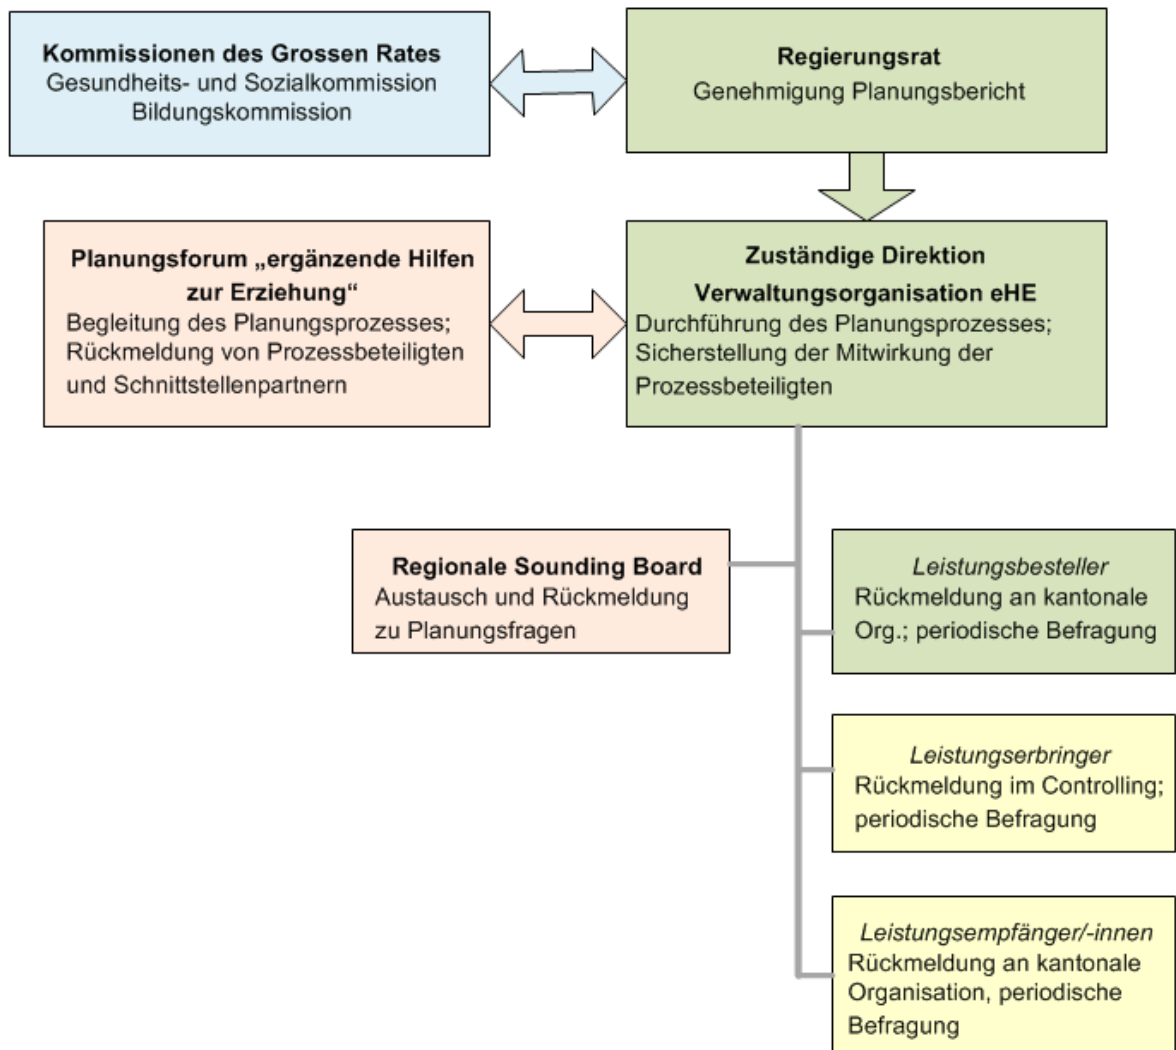 Kommissionen des Grossen Rates
Gesundheits- und Sozialkommission
Bildungskommission
Regierungsrat
Genehmigung Planungsbericht
Planungsforum „ergänzende Hilfen
zur Erziehung“
Begleitung des Planungsprozesses;
Rückmeldung von Prozessbeteiligten
und Schnittstellenpartnern
Zuständige Direktion
Verwaltungsorganisation eHE
Durchführung des Planungsprozesses;
Sicherstellung der Mitwirkung der
Prozessbeteiligten
Regionale Sounding Board
Austausch und Rückmeldung
zu Planungsfragen
Leistungsbesteller
Rückmeldung an kantonale
Org.; periodische Befragung
Leistungserbringer
Rückmeldung im Controlling;
periodische Befragung
Leistungsempfänger/-innen
Rückmeldung an kantonale
Organisation, periodische
Befragung